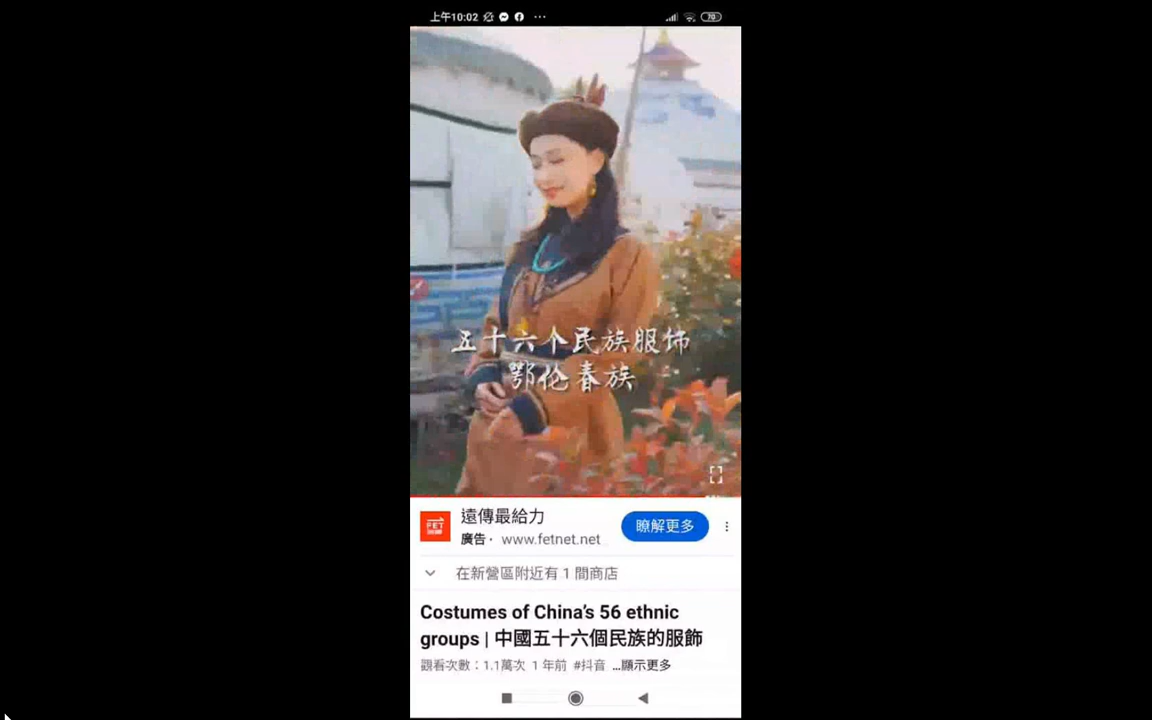 上午10:02
70
五十六个民族服饰
鄂伦春族
FET
遠傳最給力
廣告· www.fetnet.net
瞭解更多
在新營區附近有 1 間商店
Costumes of China's 56 ethnic
groups | 中國五十六個民族的服飾
觀看次數：1.1萬次 1 年前 #抖音 ...顯示更多